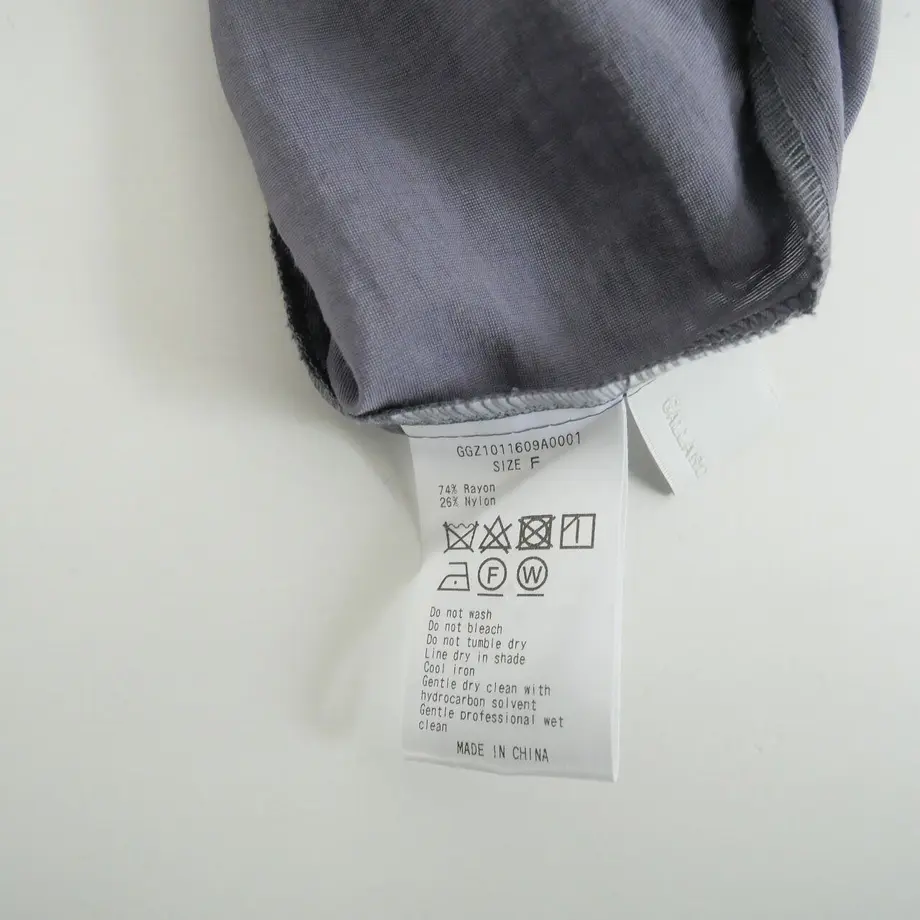 GGZ1011609A0001
SIZE F
74% Rayon
26% Nylon
F W
Do not wash
Do not bleach
Do not tumble dry
Line dry in shade
Cool iron
Gentle dry clean with
hydrocarbon solvent
Gentle professional wet
clean
MADE IN CHINA